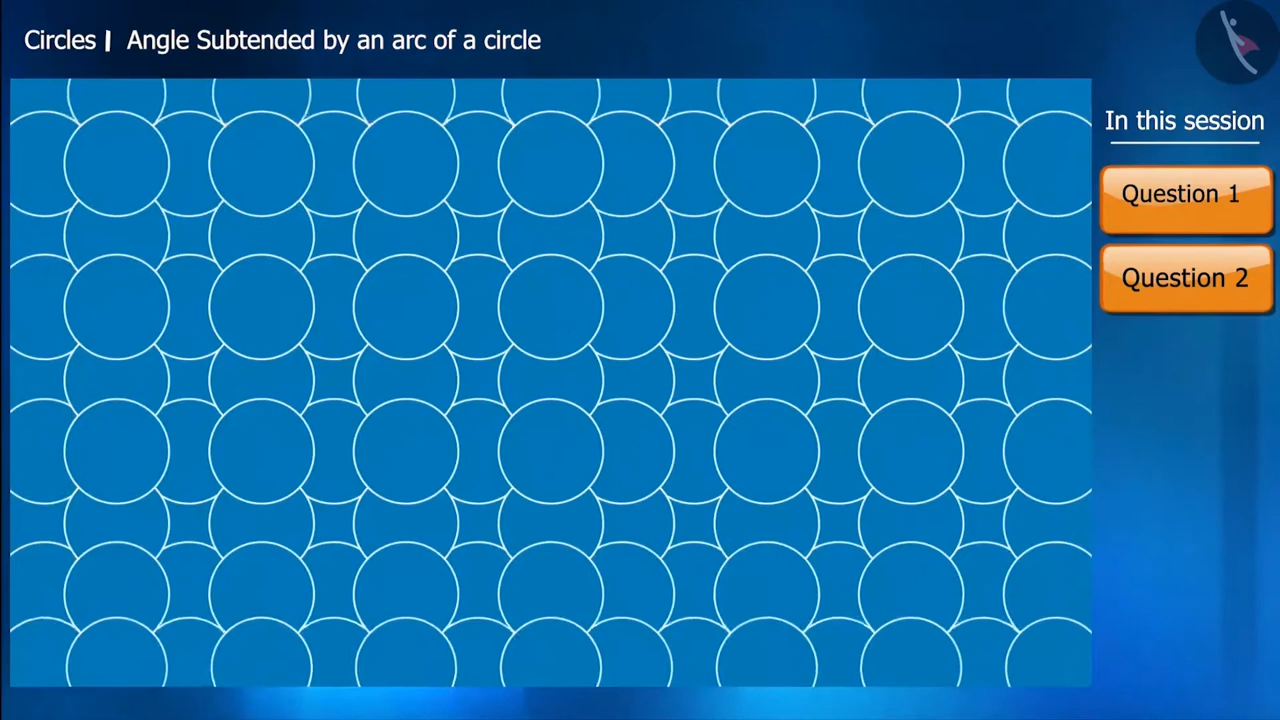 Circles | Angle Subtended by an arc of a circle
In this session
Question 1
Question 2